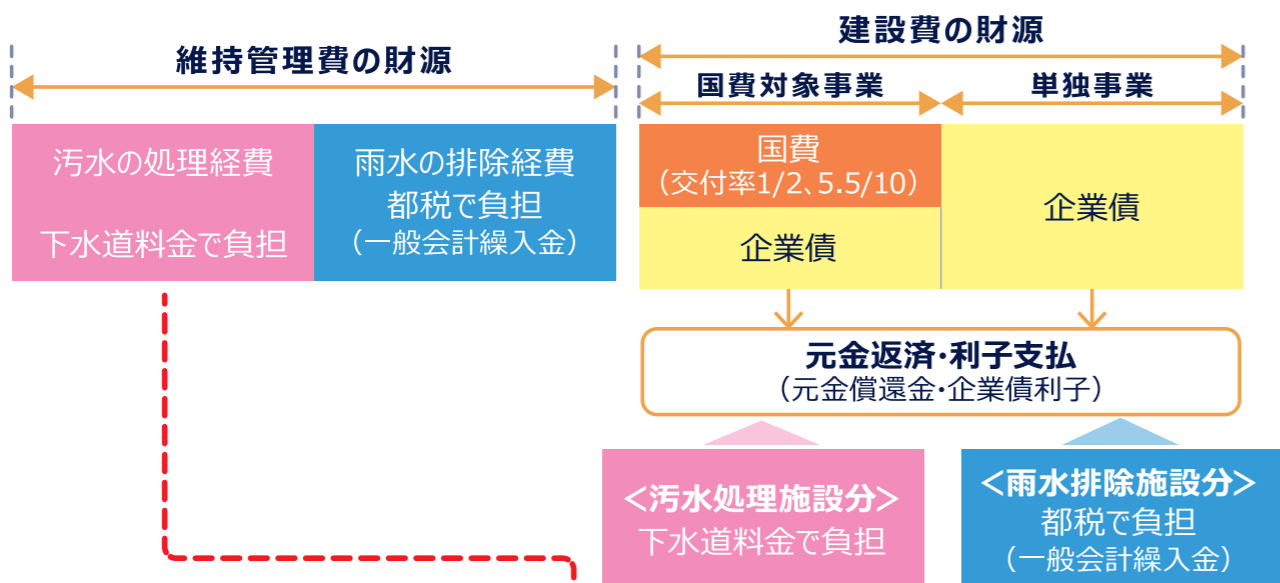 維持管理費の財源
汚水の処理経費
下水道料金で負担
雨水の排除経費
都税で負担
（一般会計繰入金）
建設費の財源
国費対象事業
単独事業
国費
（交付率1/2、5.5/10）
企業債
企業債
元金返済・利子支払
（元金償還金・企業債利子）
＜汚水処理施設分＞
下水道料金で負担
＜雨水排除施設分＞
都税で負担
（一般会計繰入金）